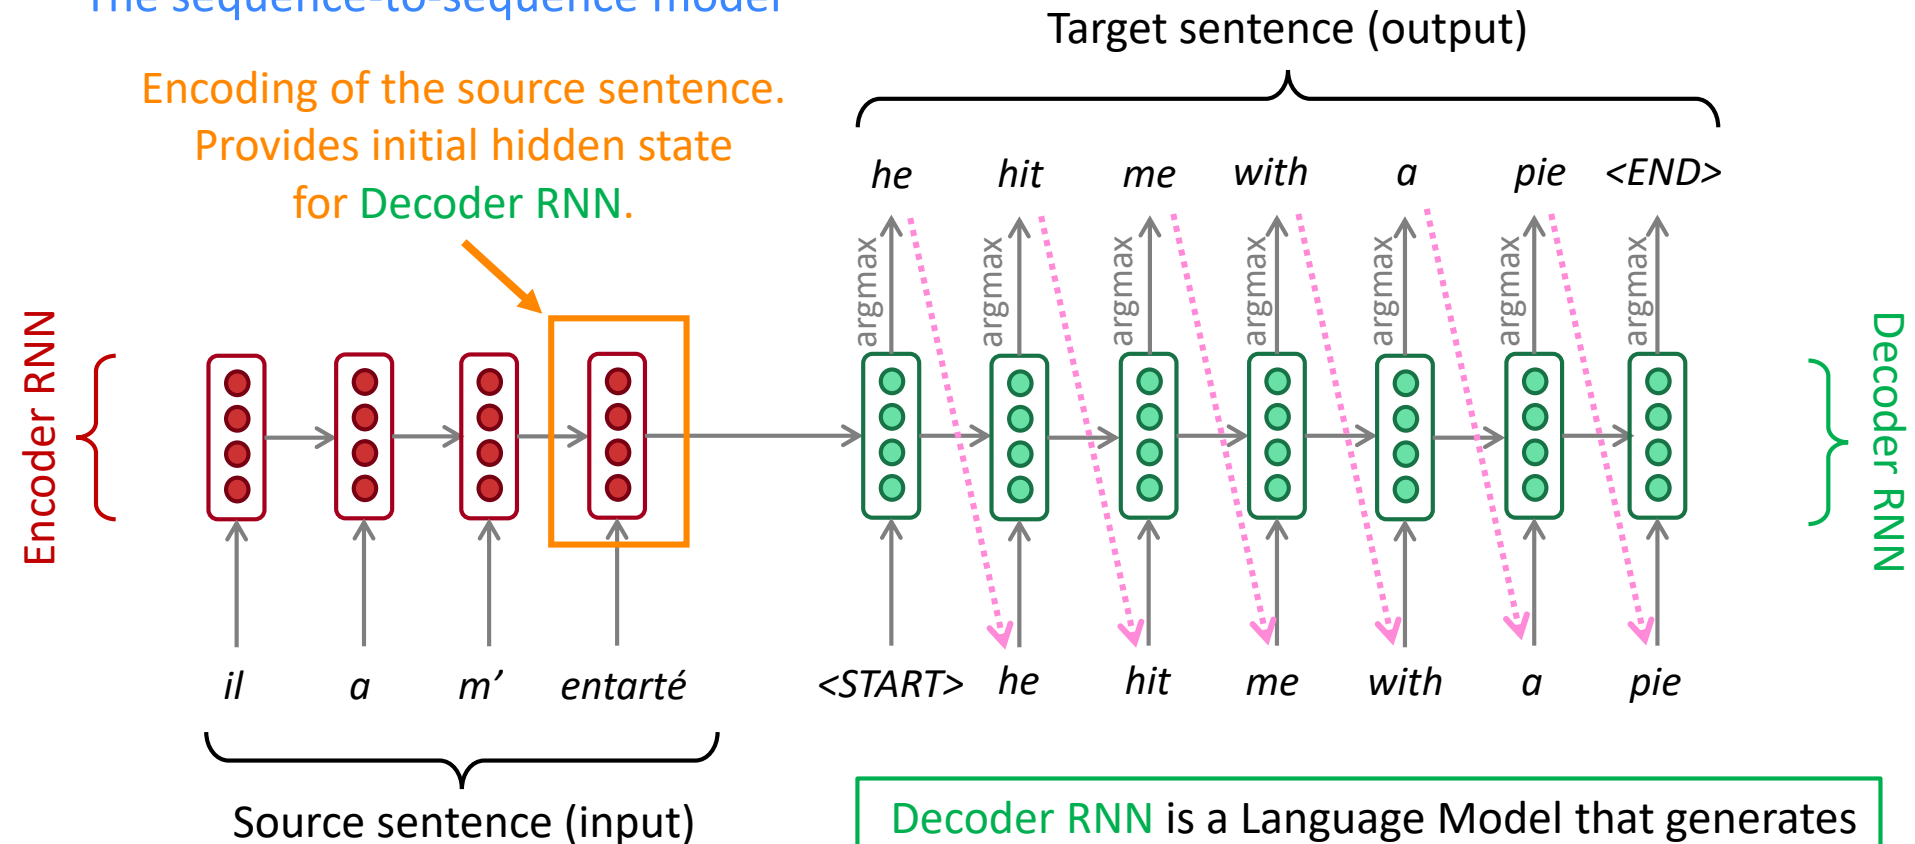 The sequence-to-sequence model
Target sentence (output)
Encoding of the source sentence.
Provides initial hidden state
for Decoder RNN.
he hit me with a pie <END>
argmax argmax argmax argmax argmax argmax argmax
Encoder RNN
Decoder RNN
il a m’ entarté <START> he hit me with a pie
Source sentence (input)
Decoder RNN is a Language Model that generates